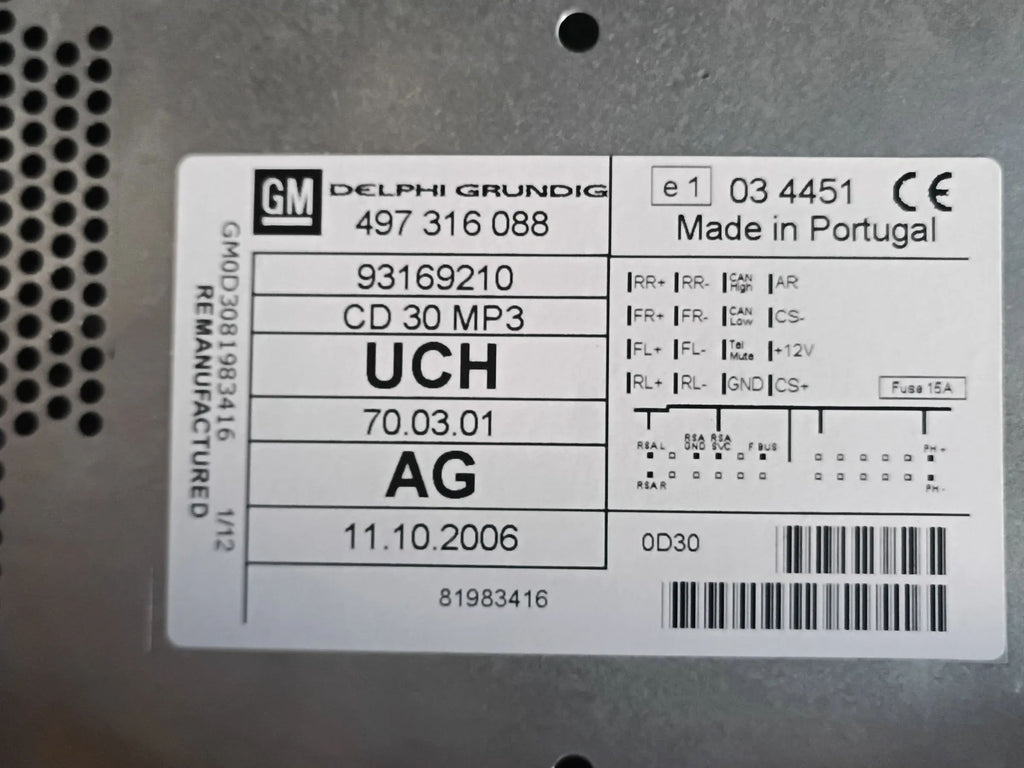 GM DELPHI GRUNDIG
497 316 088
93169210
CD 30 MP3
UCH
70.03.01
AG
11.10.2006
81983416
GM0D3081983416 1/12
REMANUFACTURED
e1 03 4451 CE
Made in Portugal
RR+ RR- CAN High AR
FR+ FR- CAN Low CS-
FL+ FL- Tel Mute +12V
RL+ RL- GND CS+
Fuse 15A
RSA L RSA GND RSA SVC F BUS PH+
RSA R PH-
0D30